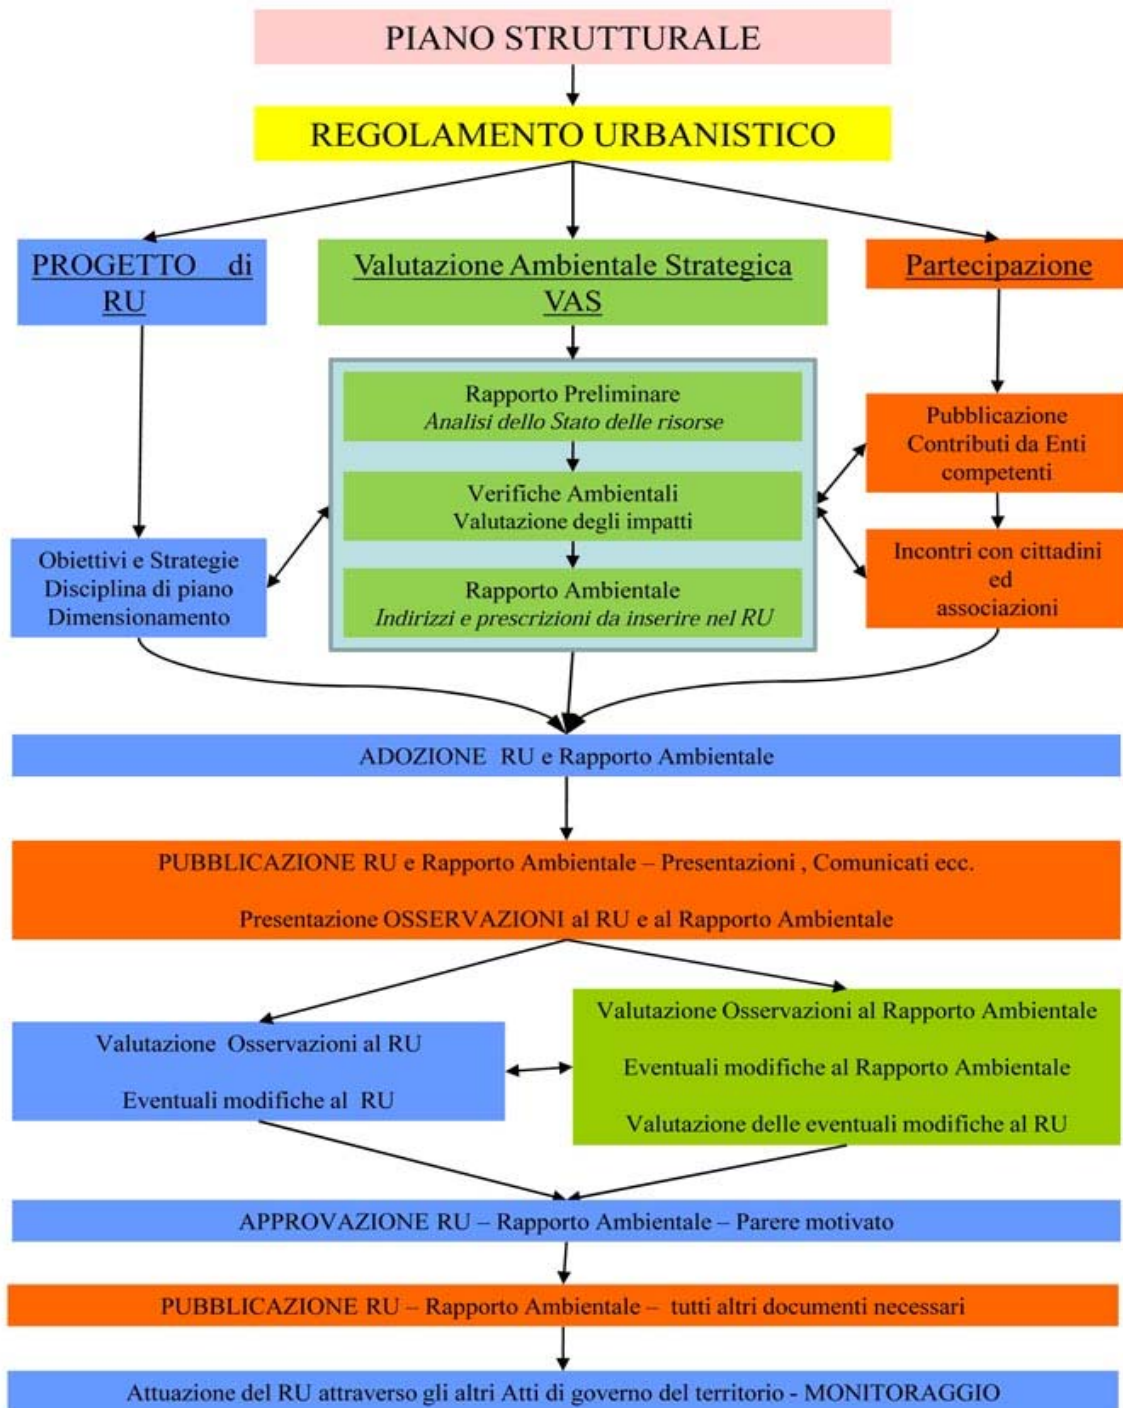 PIANO STRUTTURALE
REGOLAMENTO URBANISTICO
PROGETTO di
RU
Valutazione Ambientale Strategica
VAS
Partecipazione
Rapporto Preliminare
Analisi dello Stato delle risorse
Verifiche Ambientali
Valutazione degli impatti
Rapporto Ambientale
Indirizzi e prescrizioni da inserire nel RU
Pubblicazione
Contributi da Enti
competenti
Obiettivi e Strategie
Disciplina di piano
Dimensionamento
Incontri con cittadini
ed
associazioni
ADOZIONE RU e Rapporto Ambientale
PUBBLICAZIONE RU e Rapporto Ambientale – Presentazioni , Comunicati ecc.
Presentazione OSSERVAZIONI al RU e al Rapporto Ambientale
Valutazione Osservazioni al RU
Eventuali modifiche al RU
Valutazione Osservazioni al Rapporto Ambientale
Eventuali modifiche al Rapporto Ambientale
Valutazione delle eventuali modifiche al RU
APPROVAZIONE RU – Rapporto Ambientale – Parere motivato
PUBBLICAZIONE RU – Rapporto Ambientale – tutti altri documenti necessari
Attuazione del RU attraverso gli altri Atti di governo del territorio - MONITORAGGIO